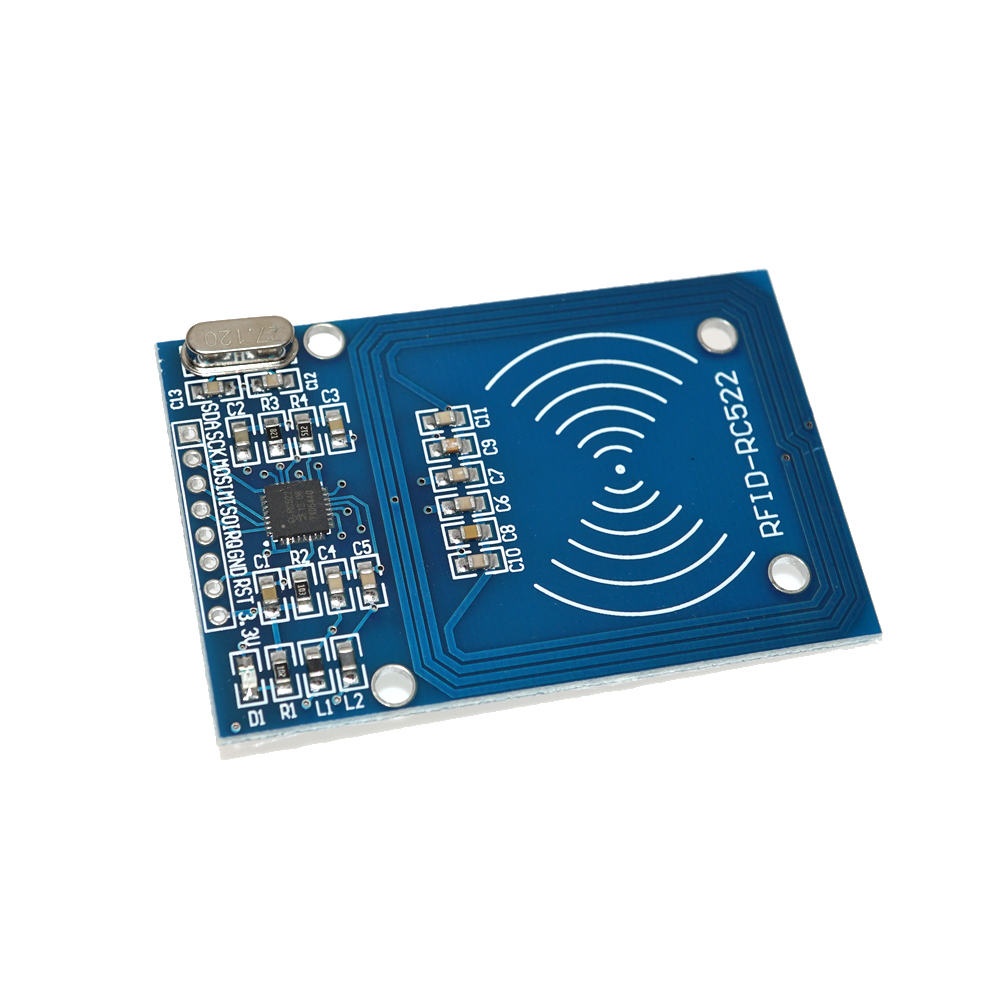 27.120
C13
C12
C2
R3
R4
C3
SDA SCK MOSI MISO IRQ GND RST 3.3V
C1
R2
C4
C5
103
D1
R1
L1
L2
C11
C9
C7
C6
C8
C10
RFID-RC522